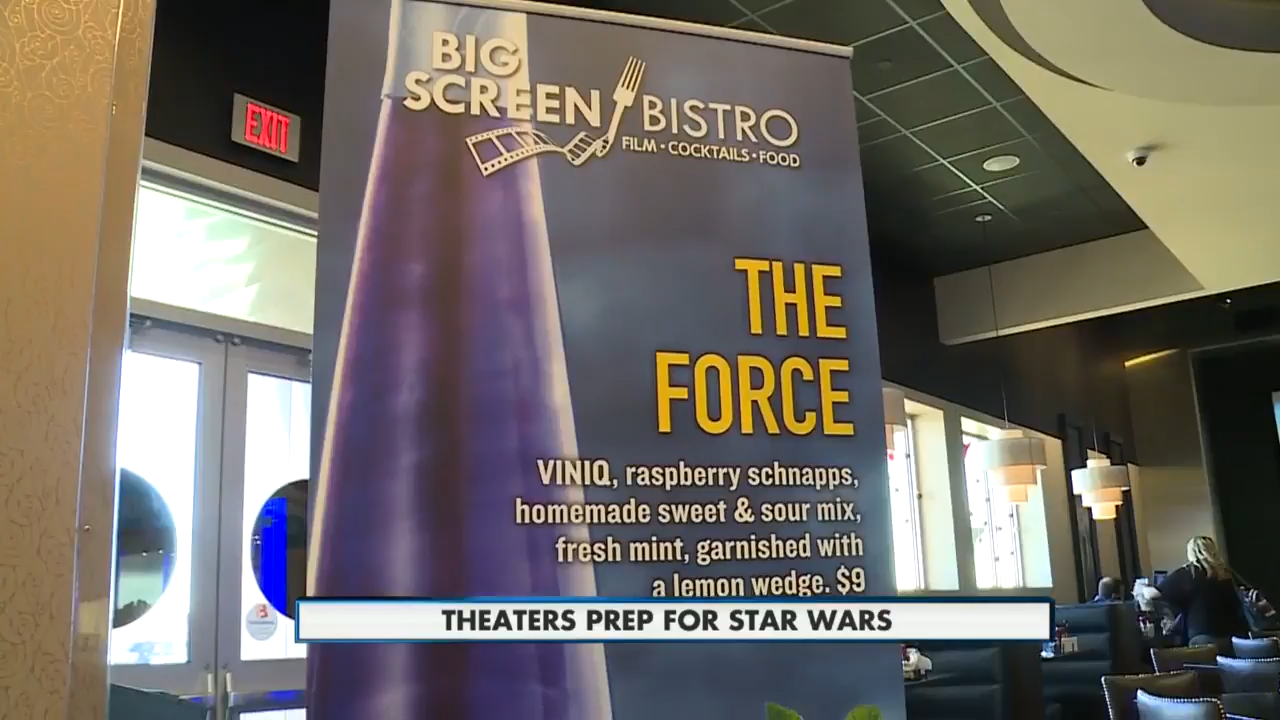 EXIT
BIG
SCREEN BISTRO
FILM • COCKTAILS • FOOD
THE
FORCE
VINIQ, raspberry schnapps,
homemade sweet & sour mix,
fresh mint, garnished with
a lemon wedge. $9
THEATERS PREP FOR STAR WARS